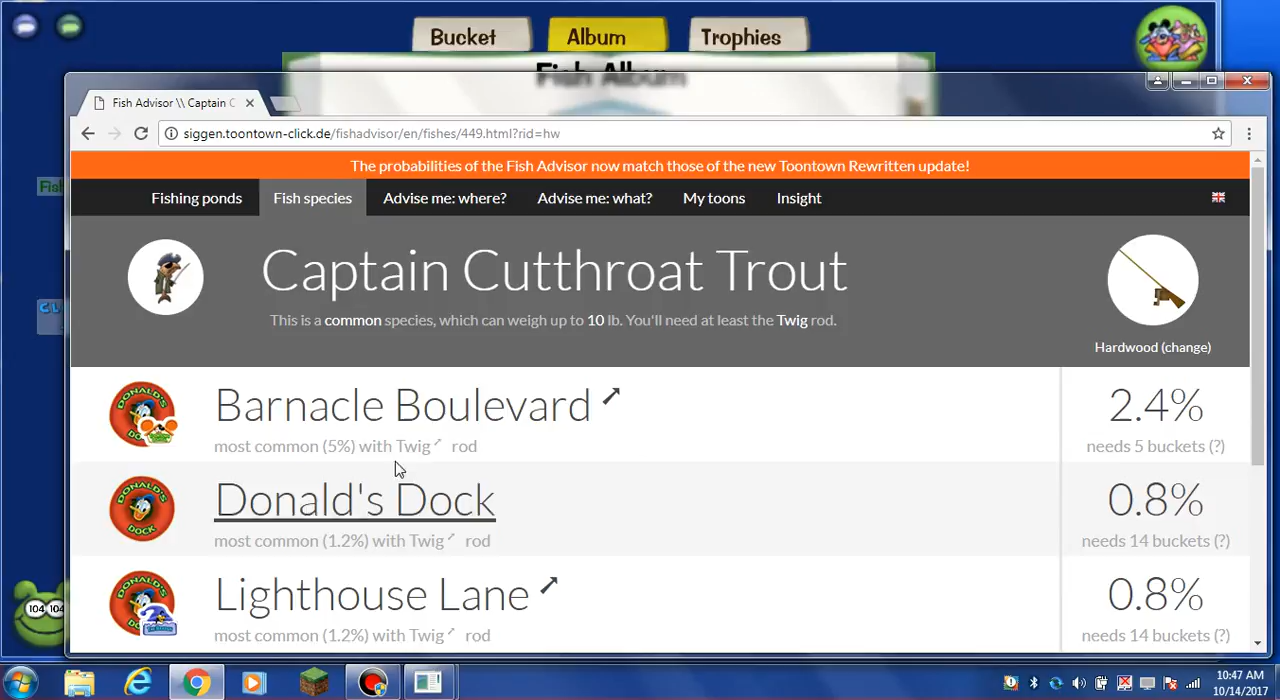 Bucket
Album
Trophies
Fish Album
Fish Advisor \\ Captain C
siggen.toontown-click.de/fishadvisor/en/fishes/449.html?rid=hw
The probabilities of the Fish Advisor now match those of the new Toontown Rewritten update!
Fishing ponds
Fish species
Advise me: where?
Advise me: what?
My toons
Insight
Captain Cutthroat Trout
This is a common species, which can weigh up to 10 lb. You'll need at least the Twig rod.
Hardwood (change)
Barnacle Boulevard
2.4%
most common (5%) with Twig rod
needs 5 buckets (?)
DONALD'S DOCK
Donald's Dock
0.8%
most common (1.2%) with Twig rod
needs 14 buckets (?)
Lighthouse Lane
0.8%
most common (1.2%) with Twig rod
needs 14 buckets (?)
104 104
10:47 AM
10/14/2017